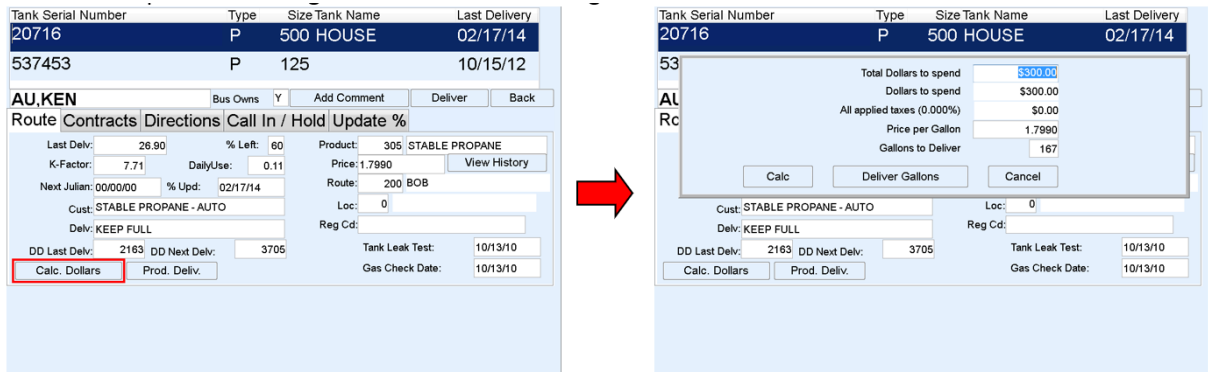 Tank Serial Number Type Size Tank Name Last Delivery
20716 P 500 HOUSE 02/17/14
537453 P 125 10/15/12
AU,KEN Bus Owns Y Add Comment Deliver Back
Route Contracts Directions Call In / Hold Update %
Last Delv: 26.90 % Left: 60 Product: 305 STABLE PROPANE
K-Factor: 7.71 DailyUse: 0.11 Price: 1.7990 View History
Next Julian: 00/00/00 % Upd: 02/17/14 Route: 200 BOB
Cust: STABLE PROPANE - AUTO Loc: 0
Delv: KEEP FULL Reg Cd:
DD Last Delv: 2163 DD Next Delv: 3705 Tank Leak Test: 10/13/10
Calc. Dollars Prod. Deliv. Gas Check Date: 10/13/10
Tank Serial Number Type Size Tank Name Last Delivery
20716 P 500 HOUSE 02/17/14
53
AU
Ro
Total Dollars to spend $300.00
Dollars to spend $300.00
All applied taxes (0.000%) $0.00
Price per Gallon 1.7990
Gallons to Deliver 167
Calc Deliver Gallons Cancel
Cust: STABLE PROPANE - AUTO Loc: 0
Delv: KEEP FULL Reg Cd:
DD Last Delv: 2163 DD Next Delv: 3705 Tank Leak Test: 10/13/10
Calc. Dollars Prod. Deliv. Gas Check Date: 10/13/10